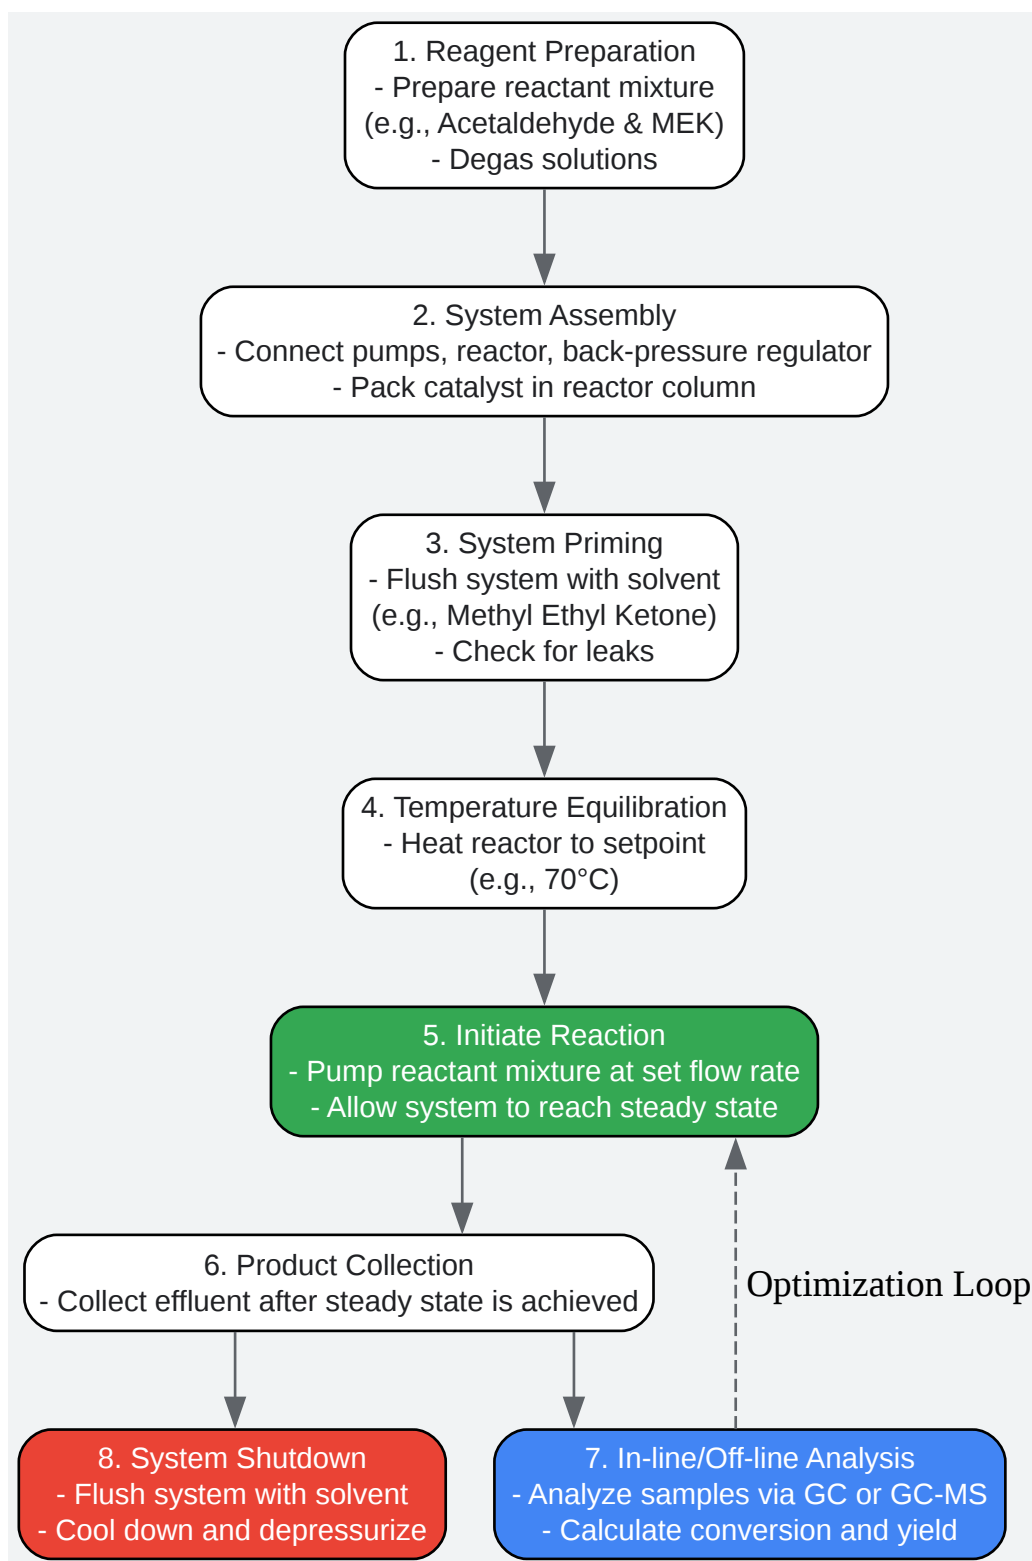 1. Reagent Preparation
- Prepare reactant mixture
(e.g., Acetaldehyde & MEK)
- Degas solutions
2. System Assembly
- Connect pumps, reactor, back-pressure regulator
- Pack catalyst in reactor column
3. System Priming
- Flush system with solvent
(e.g., Methyl Ethyl Ketone)
- Check for leaks
4. Temperature Equilibration
- Heat reactor to setpoint
(e.g., 70°C)
5. Initiate Reaction
- Pump reactant mixture at set flow rate
- Allow system to reach steady state
6. Product Collection
- Collect effluent after steady state is achieved
Optimization Loop
8. System Shutdown
- Flush system with solvent
- Cool down and depressurize
7. In-line/Off-line Analysis
- Analyze samples via GC or GC-MS
- Calculate conversion and yield